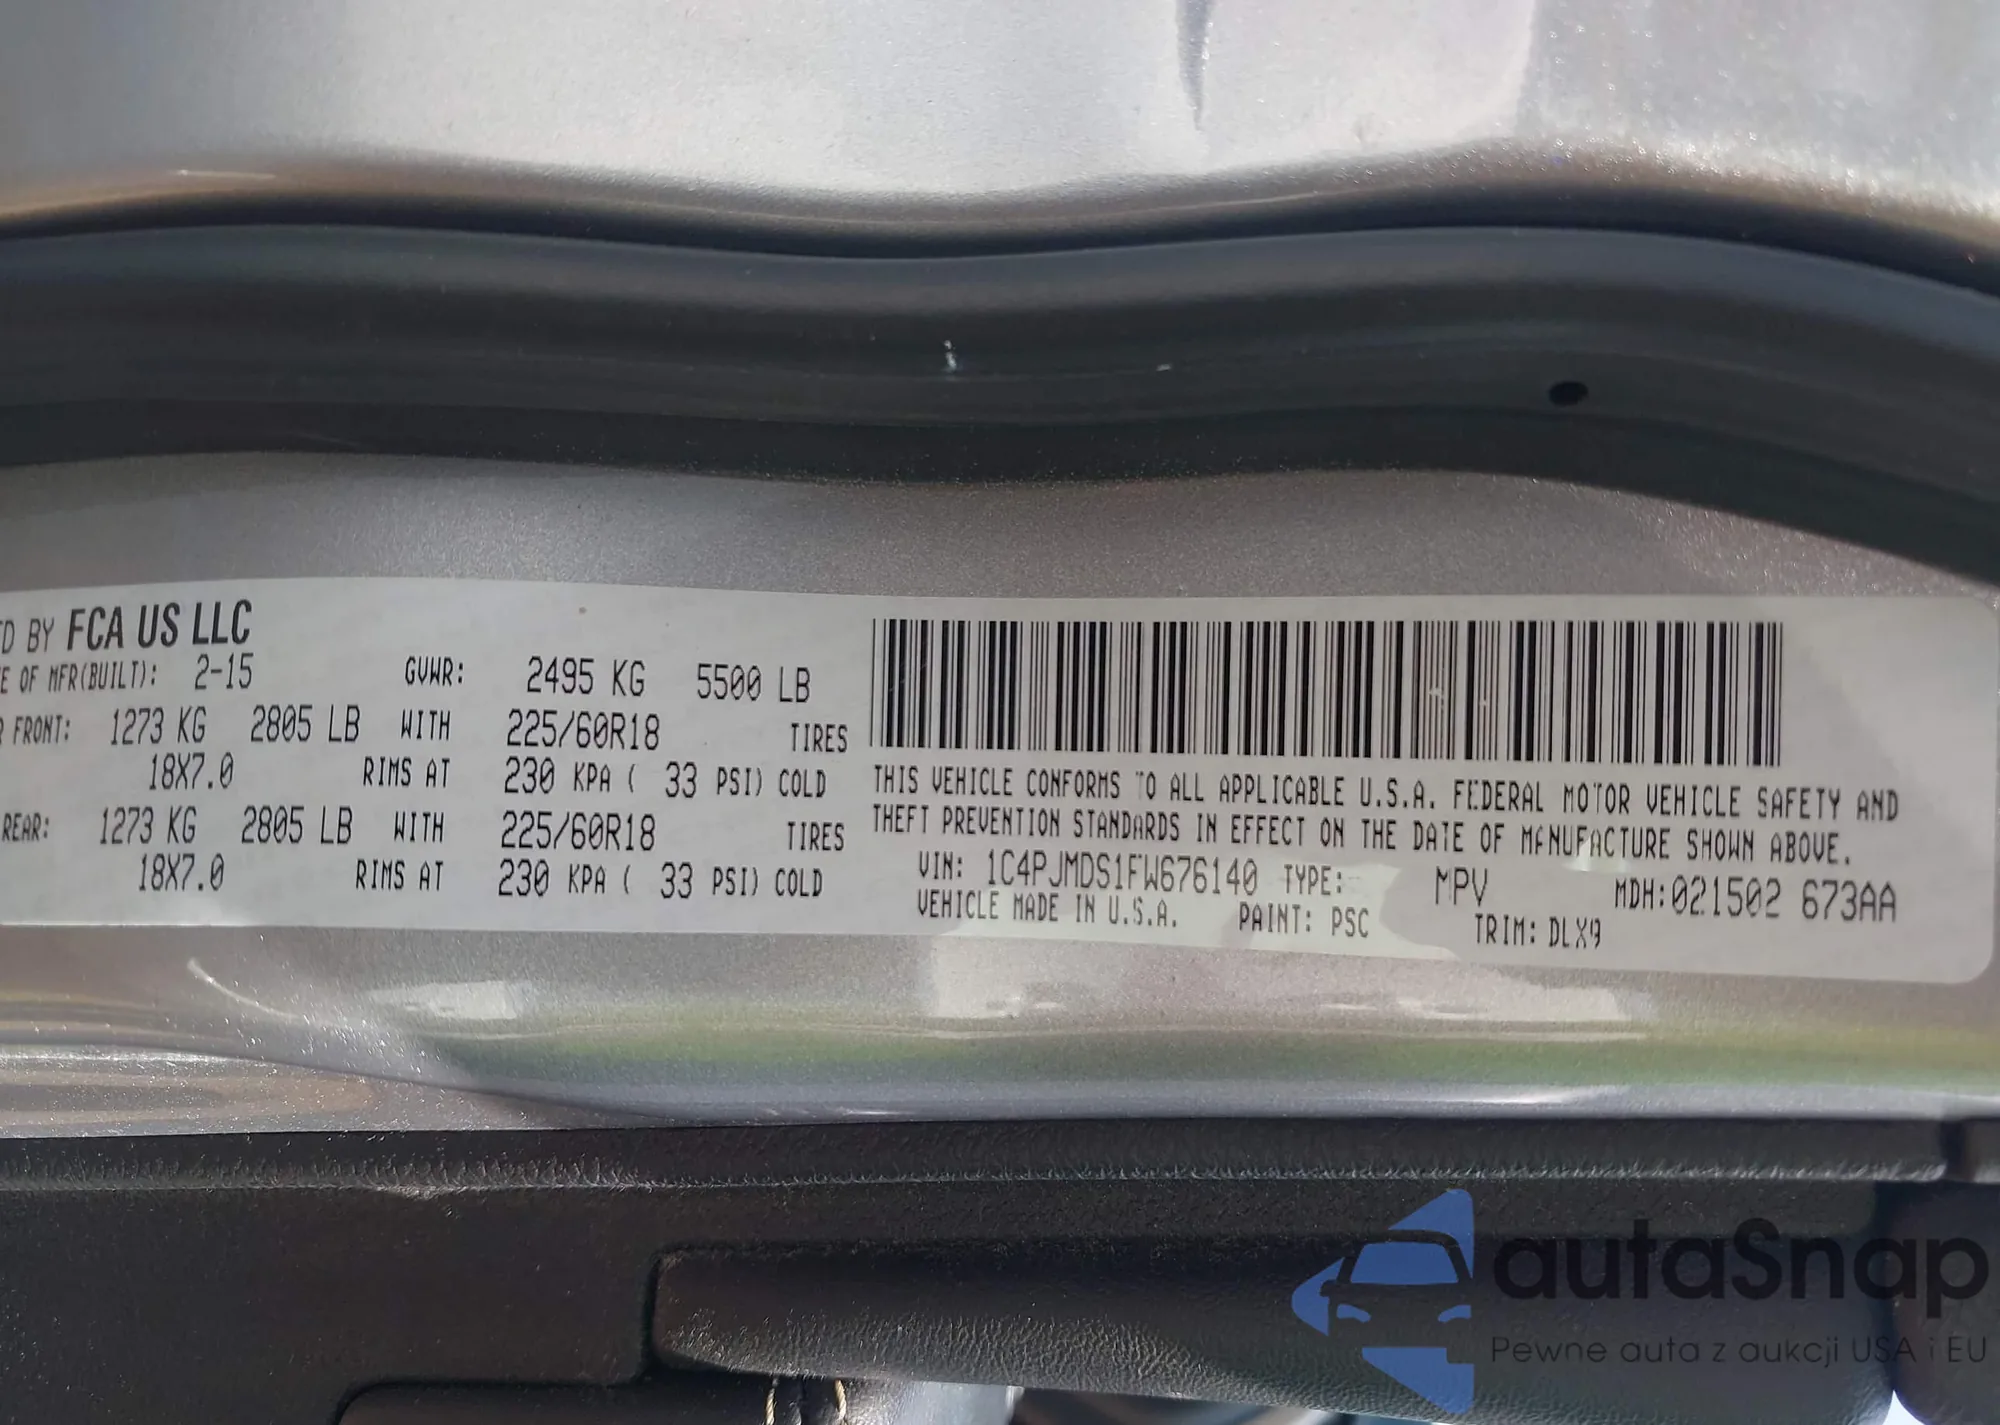 D BY FCA US LLC
E OF MFR(BUILT): 2-15 GVWR: 2495 KG 5500 LB
FRONT: 1273 KG 2805 LB WITH 225/60R18 TIRES
18X7.0 RIMS AT 230 KPA ( 33 PSI) COLD
REAR: 1273 KG 2805 LB WITH 225/60R18 TIRES
18X7.0 RIMS AT 230 KPA ( 33 PSI) COLD
THIS VEHICLE CONFORMS TO ALL APPLICABLE U.S.A. FEDERAL MOTOR VEHICLE SAFETY AND
THEFT PREVENTION STANDARDS IN EFFECT ON THE DATE OF MANUFACTURE SHOWN ABOVE.
VIN: 1C4PJMDS1FW676140 TYPE: MPV MDH:021502 673AA
VEHICLE MADE IN U.S.A. PAINT: PSC TRIM: DLX9
autaSnap
Pewne auta z aukcji USA i EU